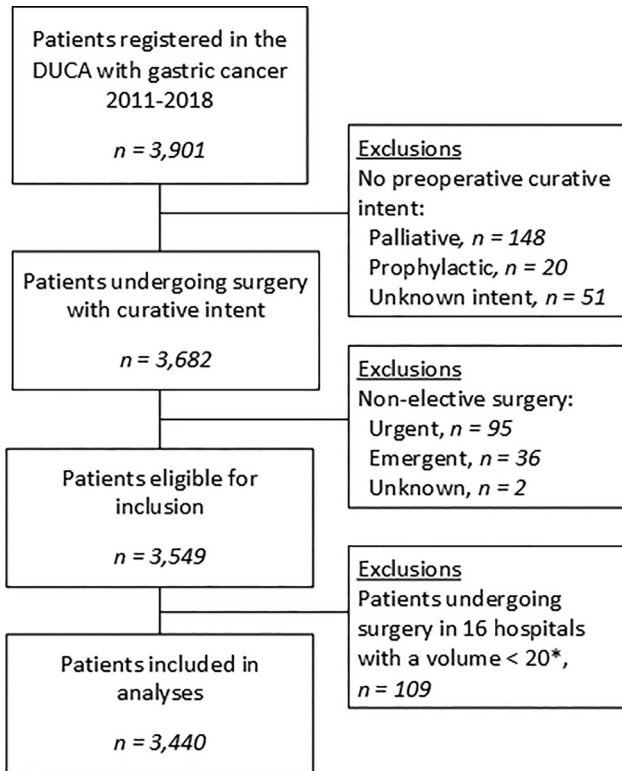 Patients registered in the
DUCA with gastric cancer
2011-2018
n = 3,901
Exclusions
No preoperative curative
intent:
Palliative, n = 148
Prophylactic, n = 20
Unknown intent, n = 51
Patients undergoing surgery
with curative intent
n = 3,682
Exclusions
Non-elective surgery:
Urgent, n = 95
Emergent, n = 36
Unknown, n = 2
Patients eligible for
inclusion
n = 3,549
Exclusions
Patients undergoing
surgery in 16 hospitals
with a volume < 20*,
n = 109
Patients included in
analyses
n = 3,440